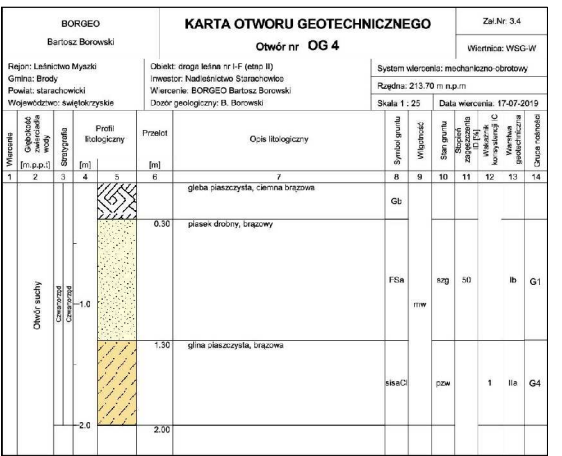 BORGEO
Bartosz Borowski
KARTA OTWORU GEOTECHNICZNEGO
Otwór nr OG 4
Zał.Nr. 3.4
Wiertnica: WSG-W
Rejon: Leśnictwo Myszki
Gmina: Brody
Powiat: starachowicki
Województwo: świętokrzyskie
Obiekt: droga leśna nr I-F (etap II)
Inwestor: Nadleśnictwo Starachowice
Wiercenie: BORGEO Bartosz Borowski
Dozór geologiczny: B. Borowski
System wiercenia: mechaniczno-obrotowy
Rzędna: 213.70 m n.p.m
Skala 1 : 25
Data wiercenia. 17-07-2019
Wiercenie
Głębokość zwierciadła wody
[m.p.p.t]
Stratygrafia
Profil
litologiczny
[m]
Przelot
[m]
Opis litologiczny
Symbol gruntu
Wilgotność
Stan gruntu
Stopień zagęszczenia ID [%]
Wskaźnik konsystencji IC
Warstwa geotechniczna
Grupa nośności
1 2 3 4 5 6 7 8 9 10 11 12 13 14
gleba piaszczysta, ciemna brązowa
Gb
0.30 piasek drobny, brązowy
FSa szg 50 Ib G1
Otwór suchy
Czwartorzęd
Czwartorzęd
-1.0
mw
1.30 glina piaszczysta, brązowa
sisaCl pzw 1 IIa G4
-2.0
2.00